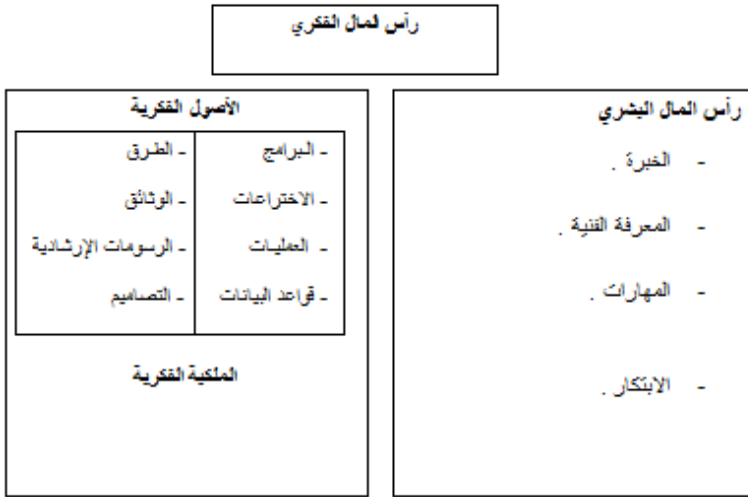 رأس المال الفكري
رأس المال البشري
- الخبرة .
- المعرفة الفنية .
- المهارات .
- الابتكار .
الأصول الفكرية
- البرامج
- الاختراعات
- العمليات
- قواعد البيانات
- الطرق
- الوثائق
- الرسومات الإرشادية
- التصاميم
الملكية الفكرية